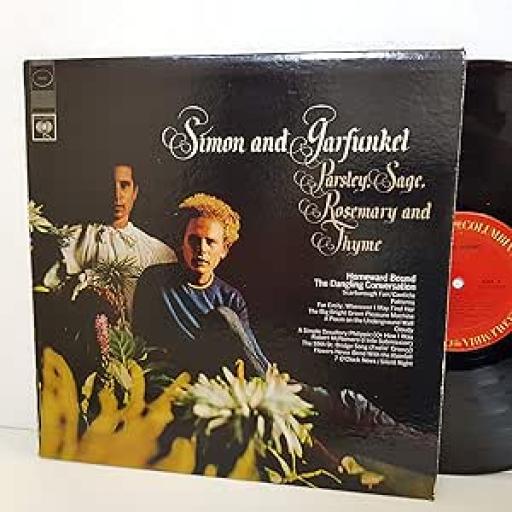 Simon and Garfunkel
Parsley, Sage,
Rosemary and
Thyme
Homeward Bound
The Dangling Conversation
Scarborough Fair/Canticle
Patterns
For Emily, Whenever I May Find Her
The Big Bright Green Pleasure Machine
A Poem on the Underground Wall
Cloudy
A Simple Desultory Philippic (Or How I Was
Robert McNamara'd Into Submission)
The 59th St. Bridge Song (Feelin' Groovy)
Flowers Never Bend With the Rainfall
7 O'Clock News / Silent Night
COLUMBIA